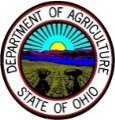 DEPARTMENT OF AGRICULTURE
STATE OF OHIO